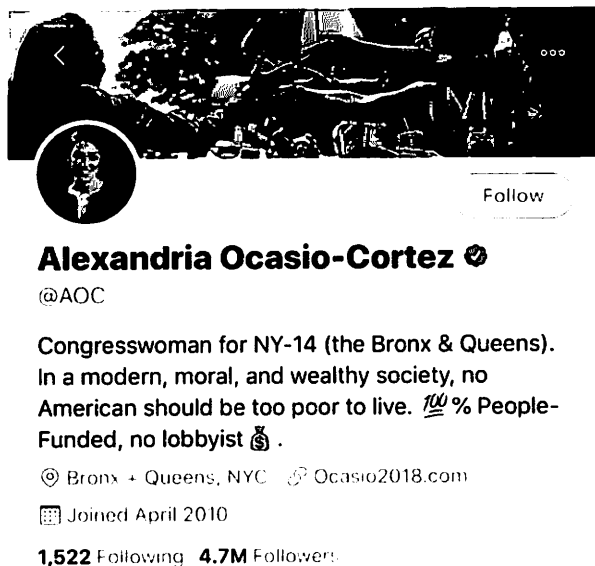 Follow
Alexandria Ocasio-Cortez
@AOC
Congresswoman for NY-14 (the Bronx & Queens).
In a modern, moral, and wealthy society, no
American should be too poor to live. 💯% People-
Funded, no lobbyist 💰.
Bronx + Queens, NYC Ocasio2018.com
Joined April 2010
1,522 Following 4.7M Followers